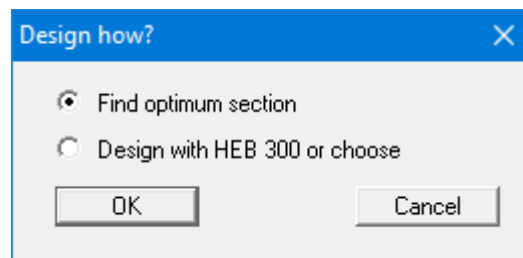 Design how?
Find optimum section
Design with HEB 300 or choose
OK Cancel